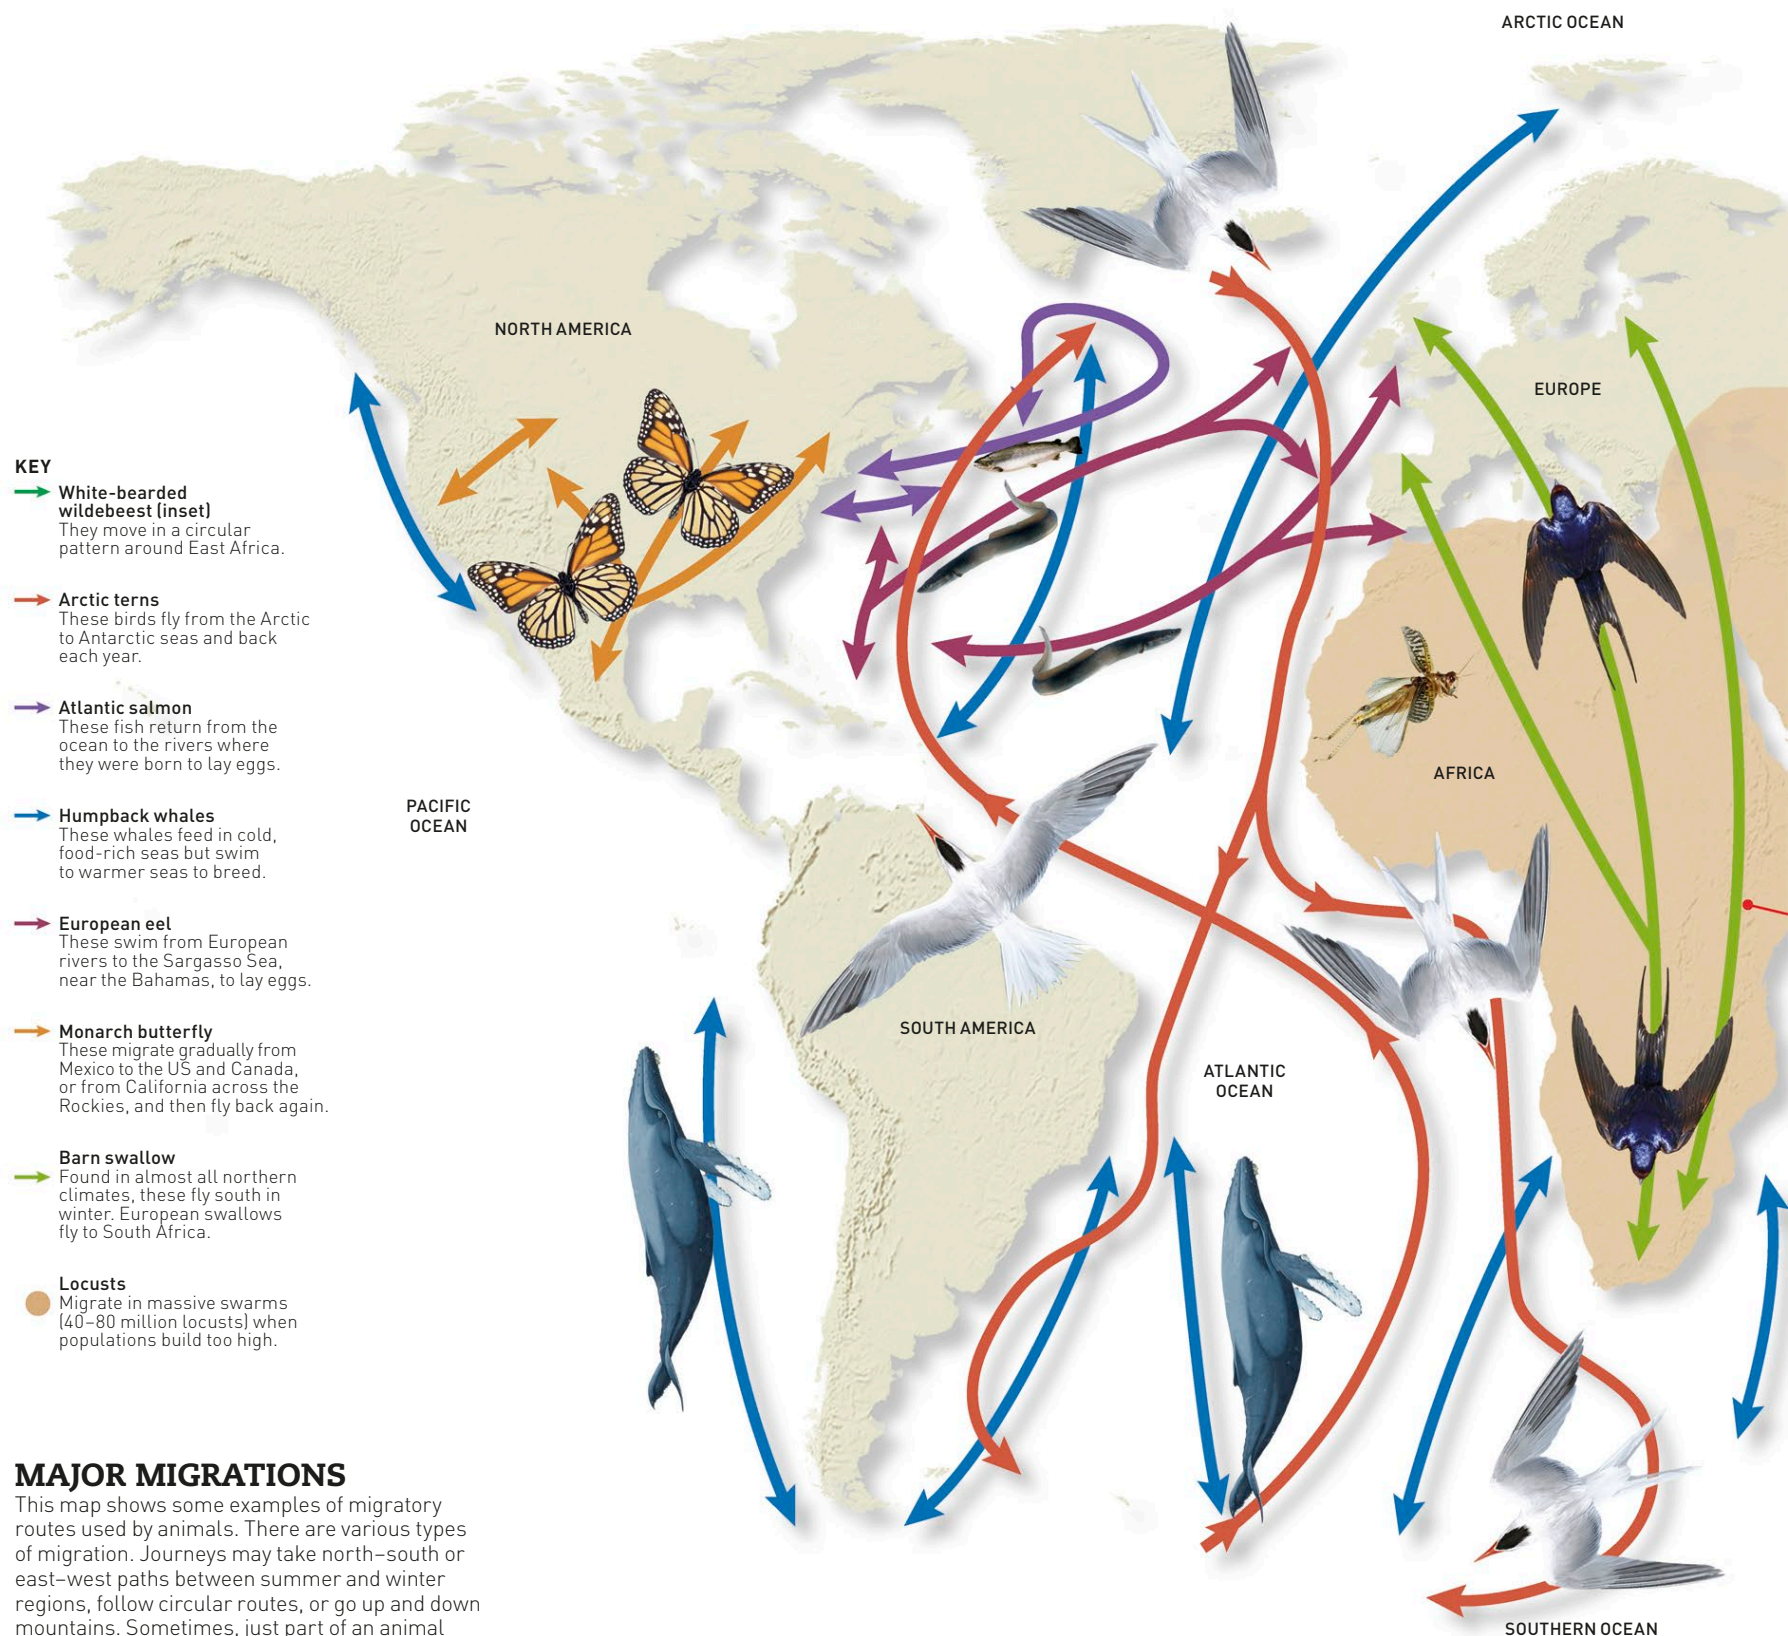 ARCTIC OCEAN
NORTH AMERICA
EUROPE
KEY
White-bearded
wildebeest (inset)
They move in a circular
pattern around East Africa.
Arctic terns
These birds fly from the Arctic
to Antarctic seas and back
each year.
Atlantic salmon
These fish return from the
ocean to the rivers where
they were born to lay eggs.
Humpback whales
These whales feed in cold,
food-rich seas but swim
to warmer seas to breed.
European eel
These swim from European
rivers to the Sargasso Sea,
near the Bahamas, to lay eggs.
Monarch butterfly
These migrate gradually from
Mexico to the US and Canada,
or from California across the
Rockies, and then fly back again.
Barn swallow
Found in almost all northern
climates, these fly south in
winter. European swallows
fly to South Africa.
Locusts
Migrate in massive swarms
(40–80 million locusts) when
populations build too high.
PACIFIC
OCEAN
AFRICA
SOUTH AMERICA
ATLANTIC
OCEAN
MAJOR MIGRATIONS
This map shows some examples of migratory
routes used by animals. There are various types
of migration. Journeys may take north–south or
east–west paths between summer and winter
regions, follow circular routes, or go up and down
mountains. Sometimes, just part of an animal
SOUTHERN OCEAN